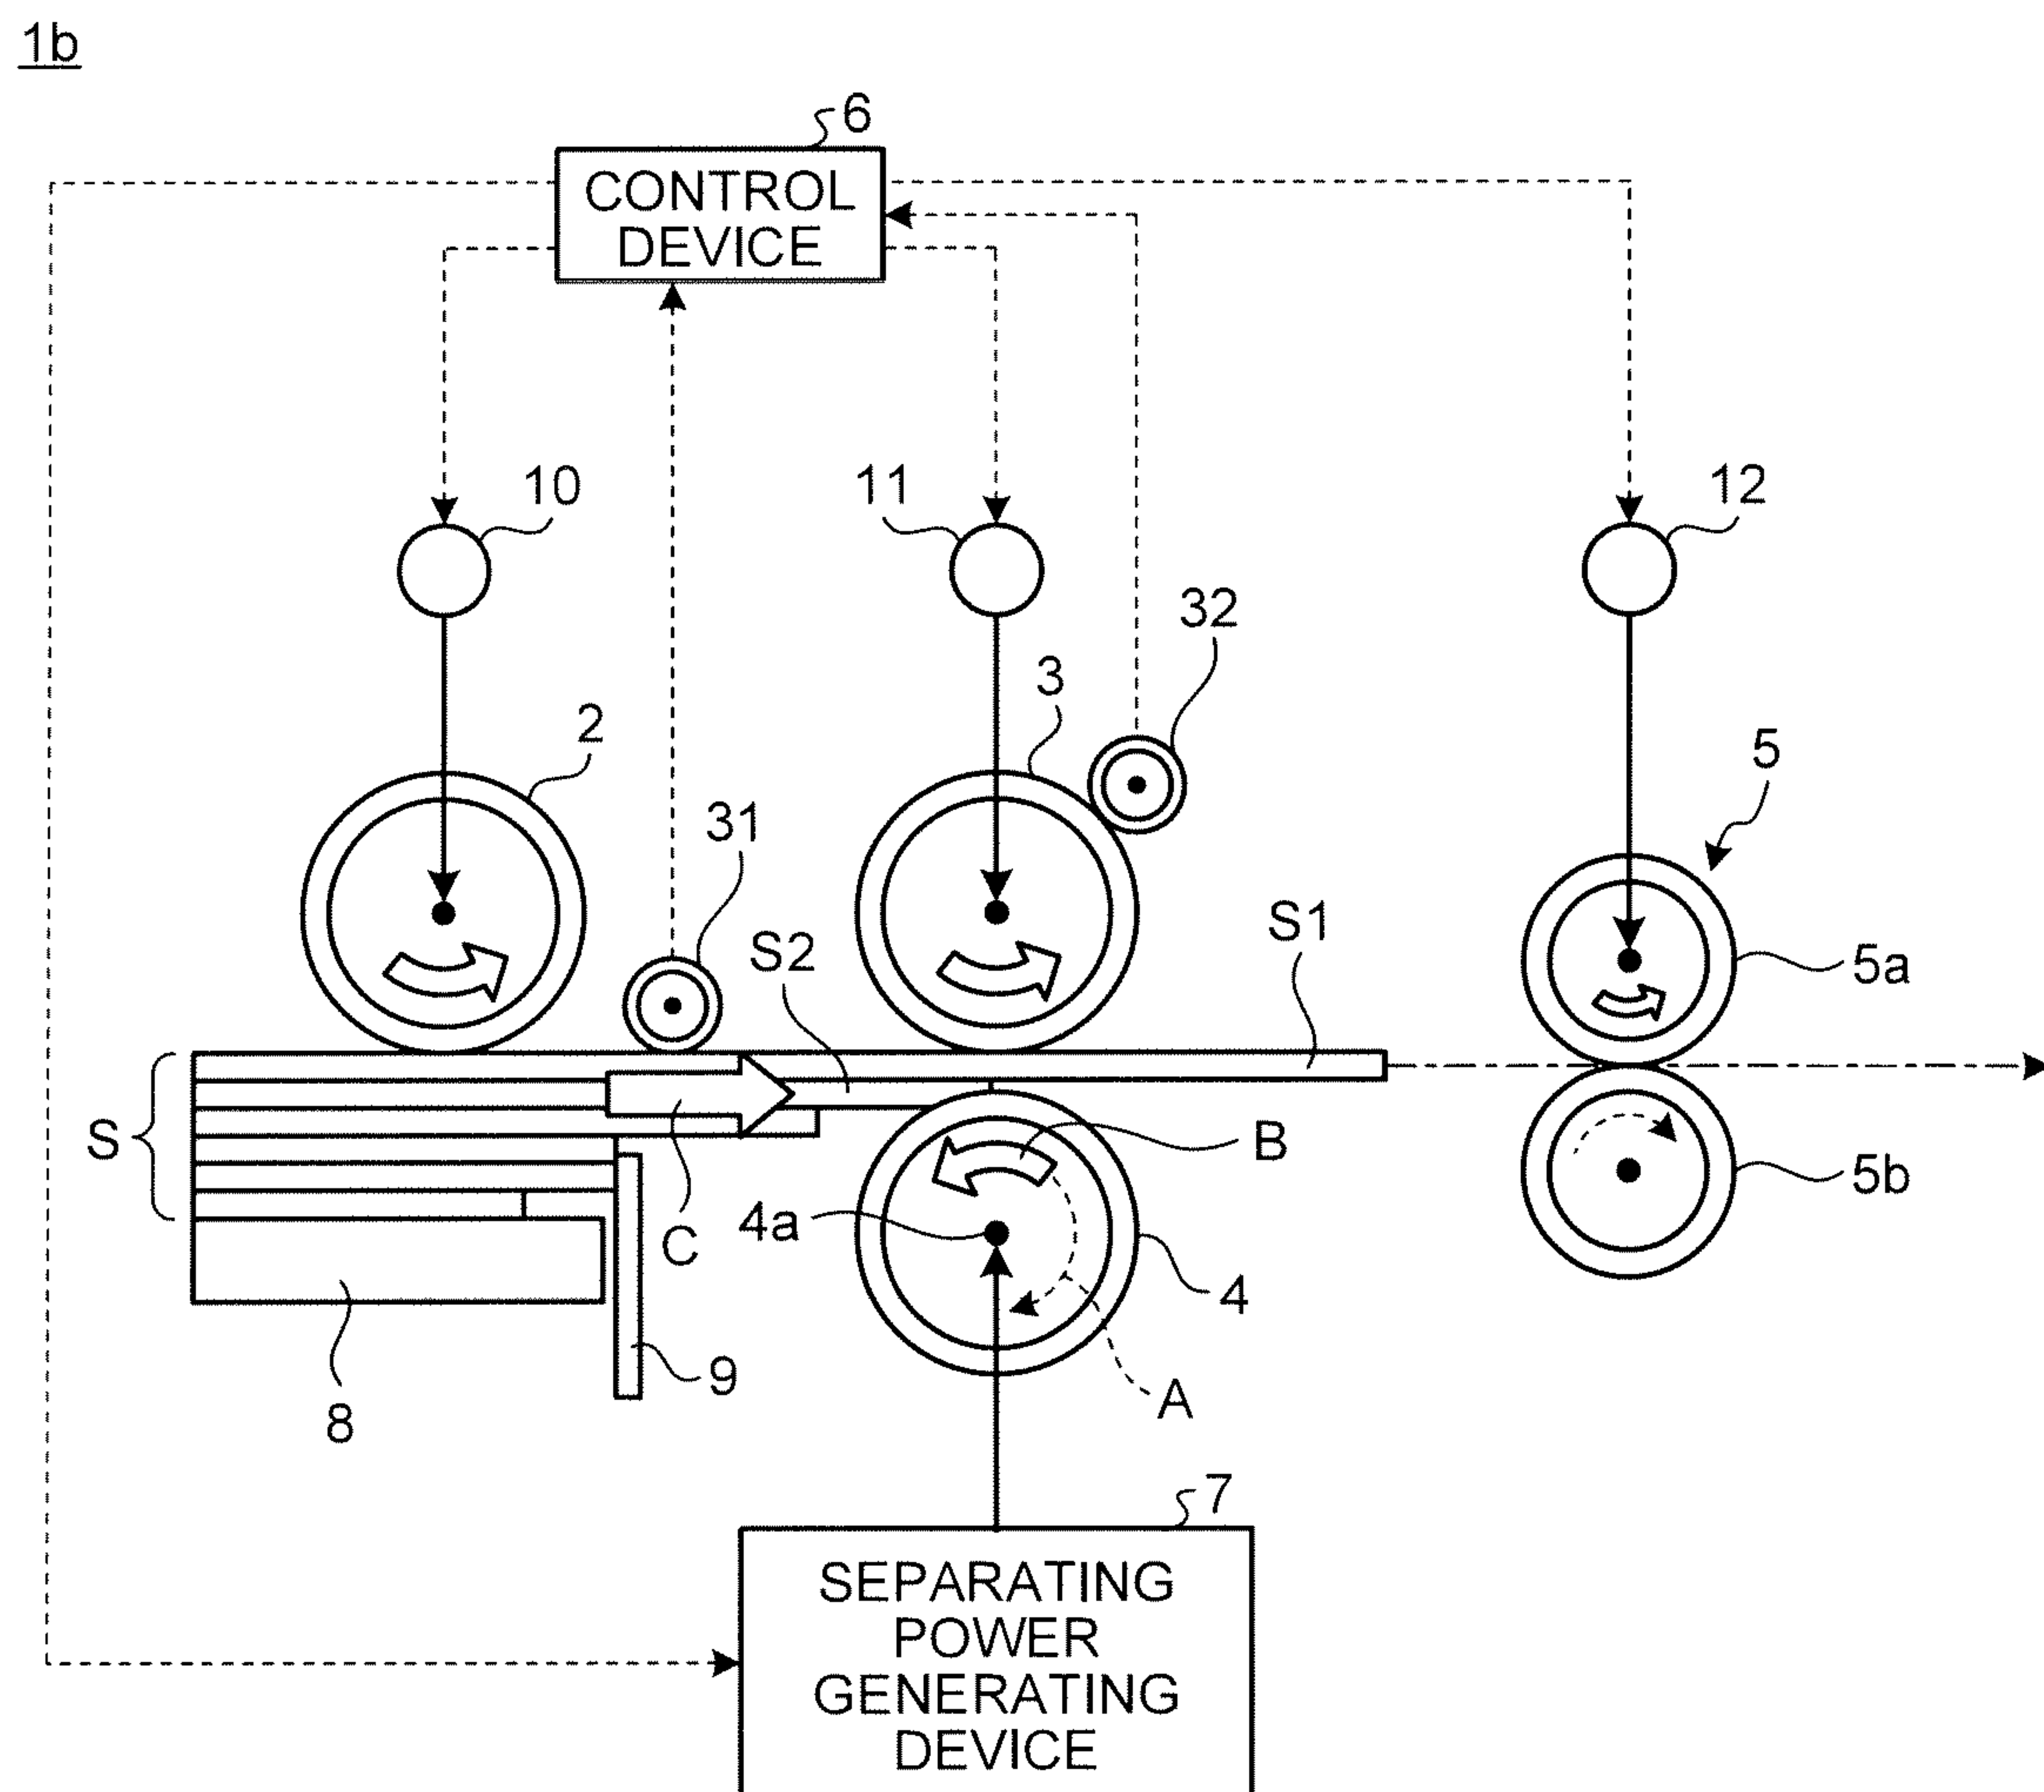 1b
6
CONTROL
DEVICE
10
11
12
32
3
2
5
31
S2
S1
5a
S
B
5b
C
4a
4
9
A
8
7
SEPARATING
POWER
GENERATING
DEVICE